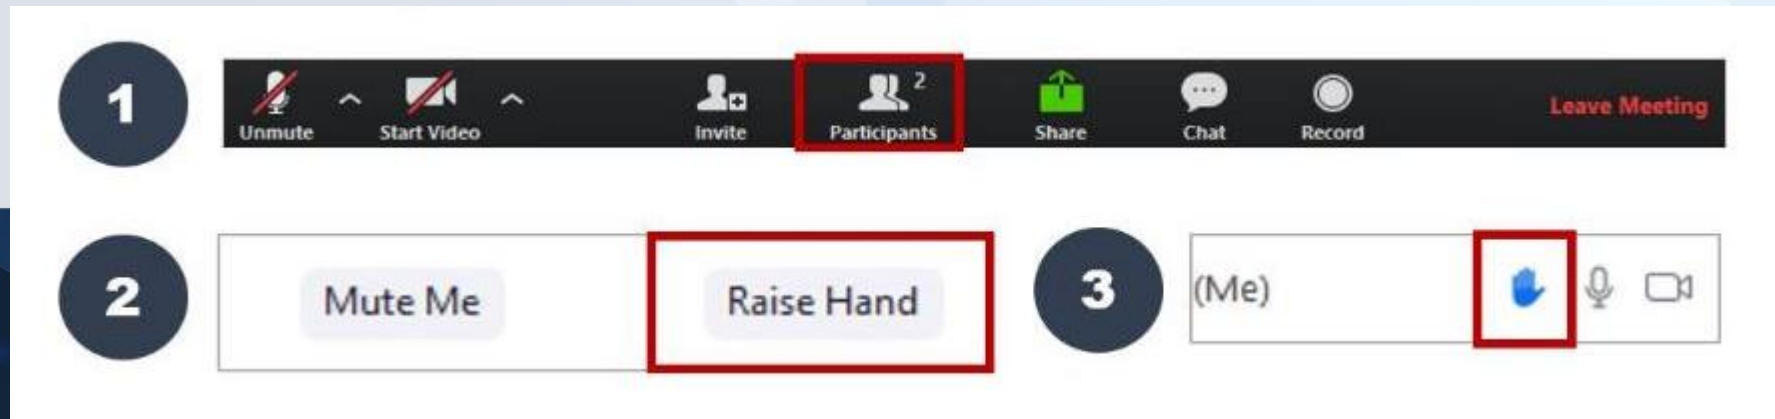 1
2
Unmute Start Video Invite Participants Share Chat Record Leave Meeting
2
Mute Me Raise Hand
3
(Me)